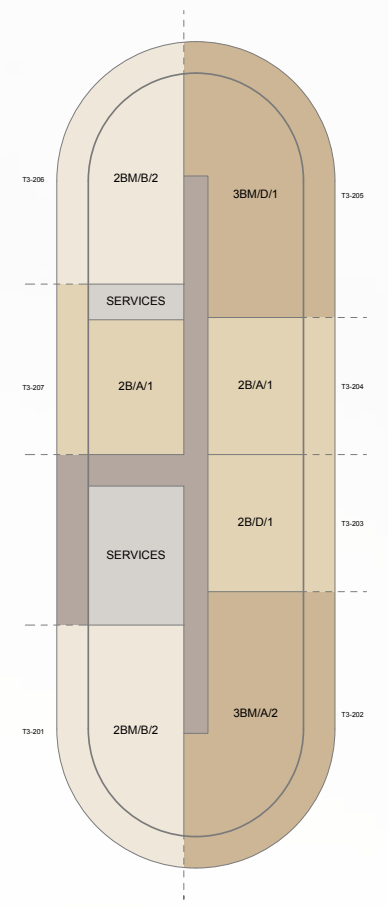 T3-206
2BM/B/2
3BM/D/1
T3-205
SERVICES
T3-207
2B/A/1
2B/A/1
T3-204
2B/D/1
T3-203
SERVICES
3BM/A/2
T3-202
T3-201
2BM/B/2